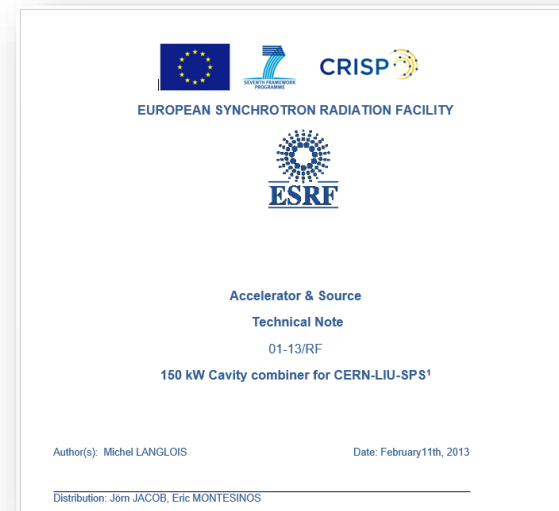 SEVENTH FRAMEWORK
PROGRAMME
CRISP
EUROPEAN SYNCHROTRON RADIATION FACILITY
ESRF
Accelerator & Source
Technical Note
01-13/RF
150 kW Cavity combiner for CERN-LIU-SPS¹
Author(s): Michel LANGLOIS Date: February11th, 2013
Distribution: Jörn JACOB, Eric MONTESINOS